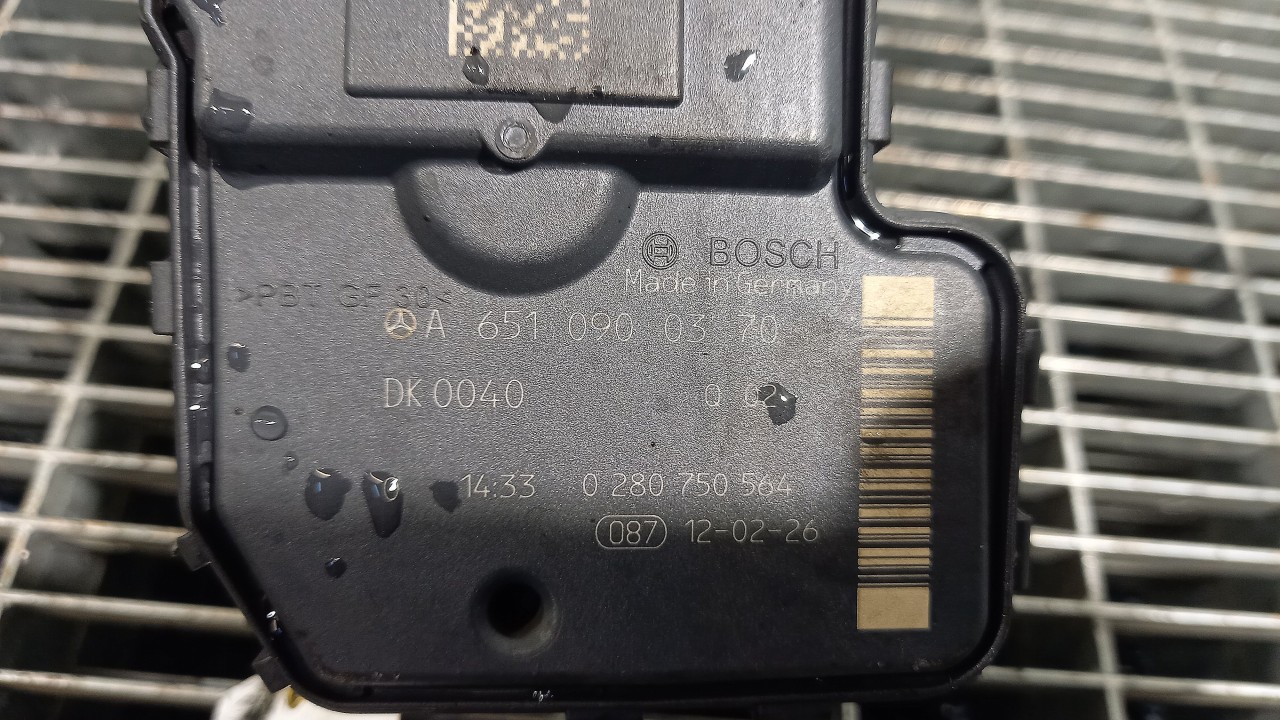 BOSCH
Made in Germany
>PBT GF 30<
A 651 090 03 70
DK 0040 Q 02
14:33 0 280 750 564
087 12-02-26